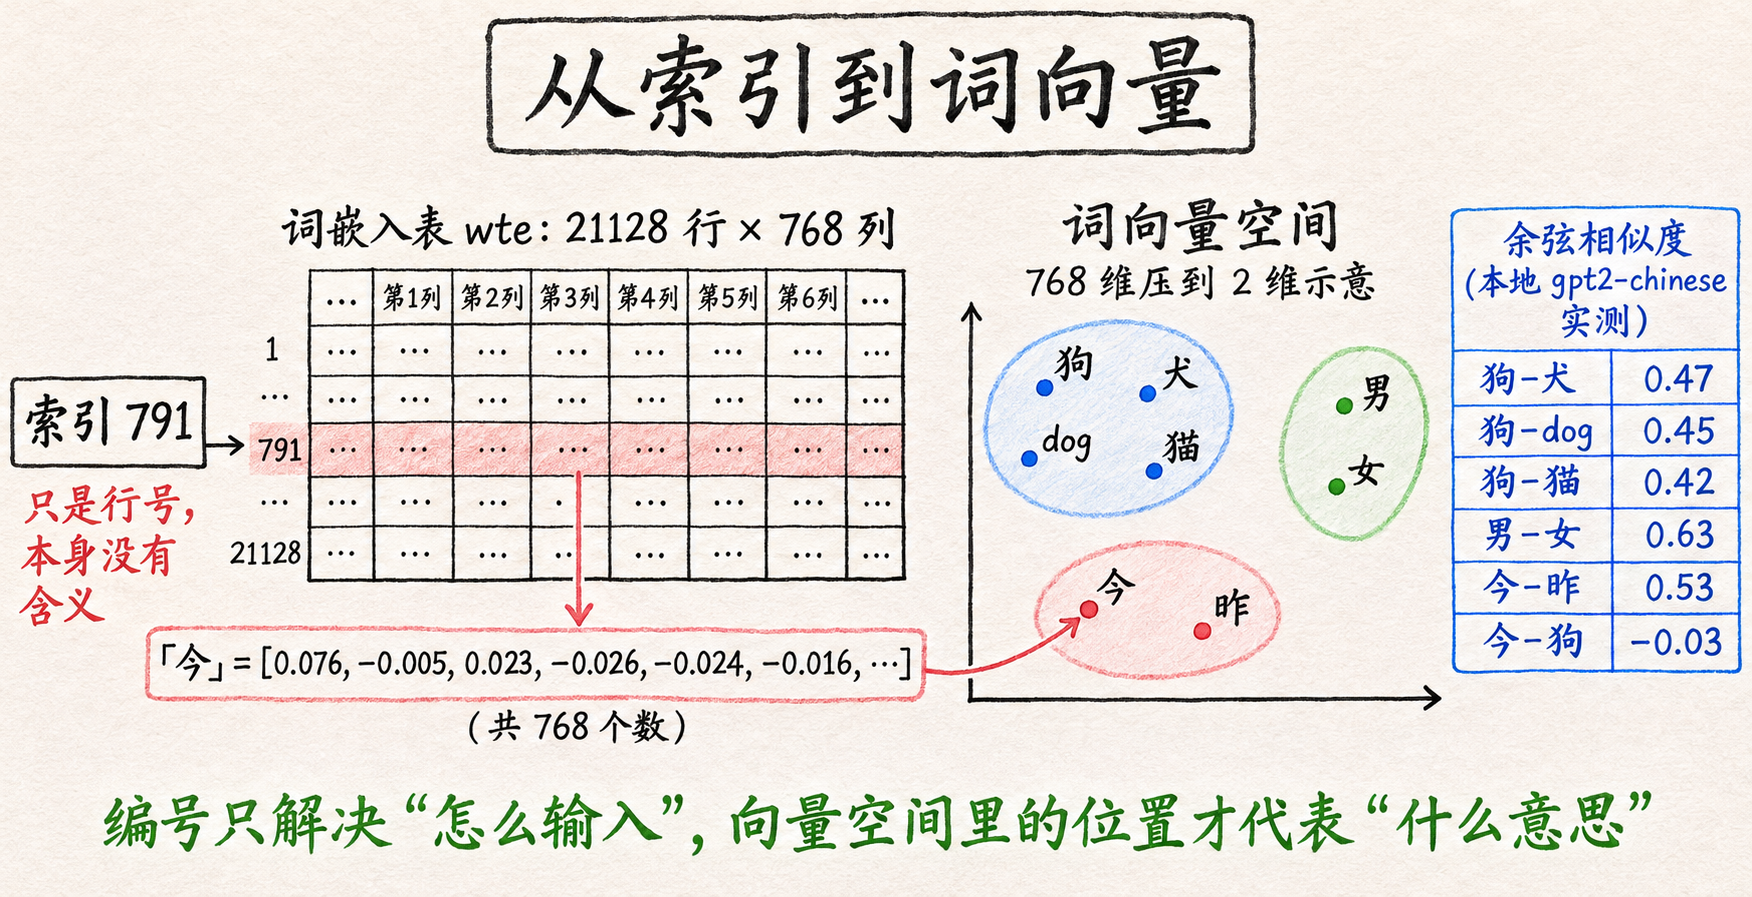 从索引到词向量
词嵌入表 wte: 21128 行 × 768 列
… 第1列 第2列 第3列 第4列 第5列 第6列 …
1 … … … … … … … …
… … … … … … … … …
索引 791
791 … … … … … … … …
… … … … … … … … …
21128 … … … … … … … …
只是行号,
本身没有
含义
「今」= [0.076, −0.005, 0.023, −0.026, −0.024, −0.016, …]
(共 768 个数)
词向量空间
768 维压到 2 维示意
狗
犬
dog
猫
男
女
今
昨
余弦相似度
(本地 gpt2-chinese
实测)
狗-犬 0.47
狗-dog 0.45
狗-猫 0.42
男-女 0.63
今-昨 0.53
今-狗 −0.03
编号只解决“怎么输入”, 向量空间里的位置才代表“什么意思”